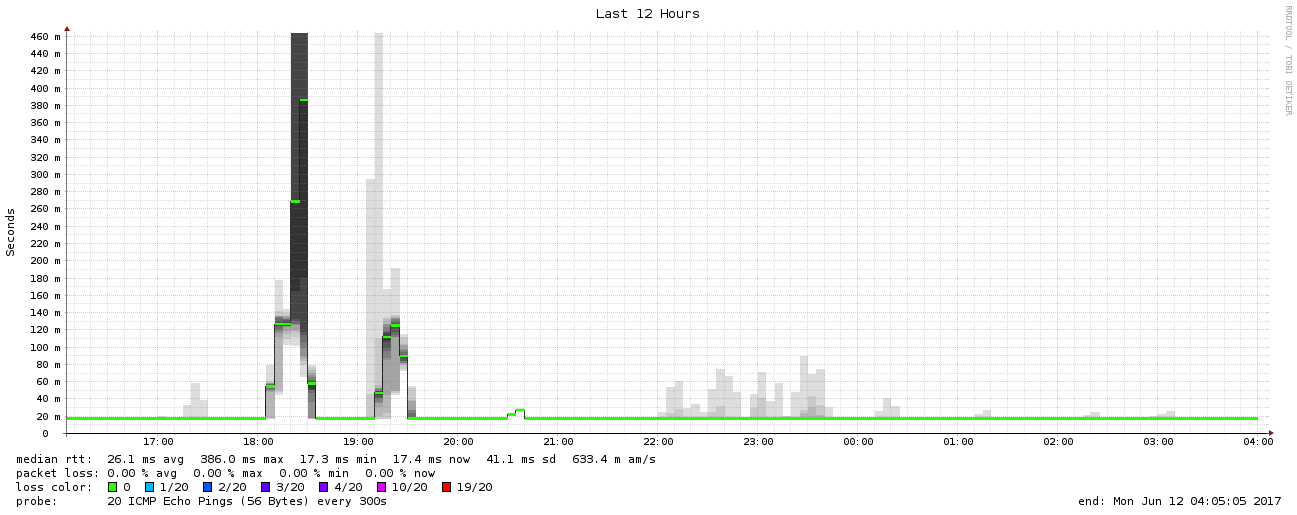 Last 12 Hours
RRDTOOL / TOBI OETIKER
Seconds
460 m
440 m
420 m
400 m
380 m
360 m
340 m
320 m
300 m
280 m
260 m
240 m
220 m
200 m
180 m
160 m
140 m
120 m
100 m
80 m
60 m
40 m
20 m
0
17:00 18:00 19:00 20:00 21:00 22:00 23:00 00:00 01:00 02:00 03:00 04:00
median rtt: 26.1 ms avg 386.0 ms max 17.3 ms min 17.4 ms now 41.1 ms sd 633.4 m am/s
packet loss: 0.00 % avg 0.00 % max 0.00 % min 0.00 % now
loss color: 0 1/20 2/20 3/20 4/20 10/20 19/20
probe: 20 ICMP Echo Pings (56 Bytes) every 300s end: Mon Jun 12 04:05:05 2017